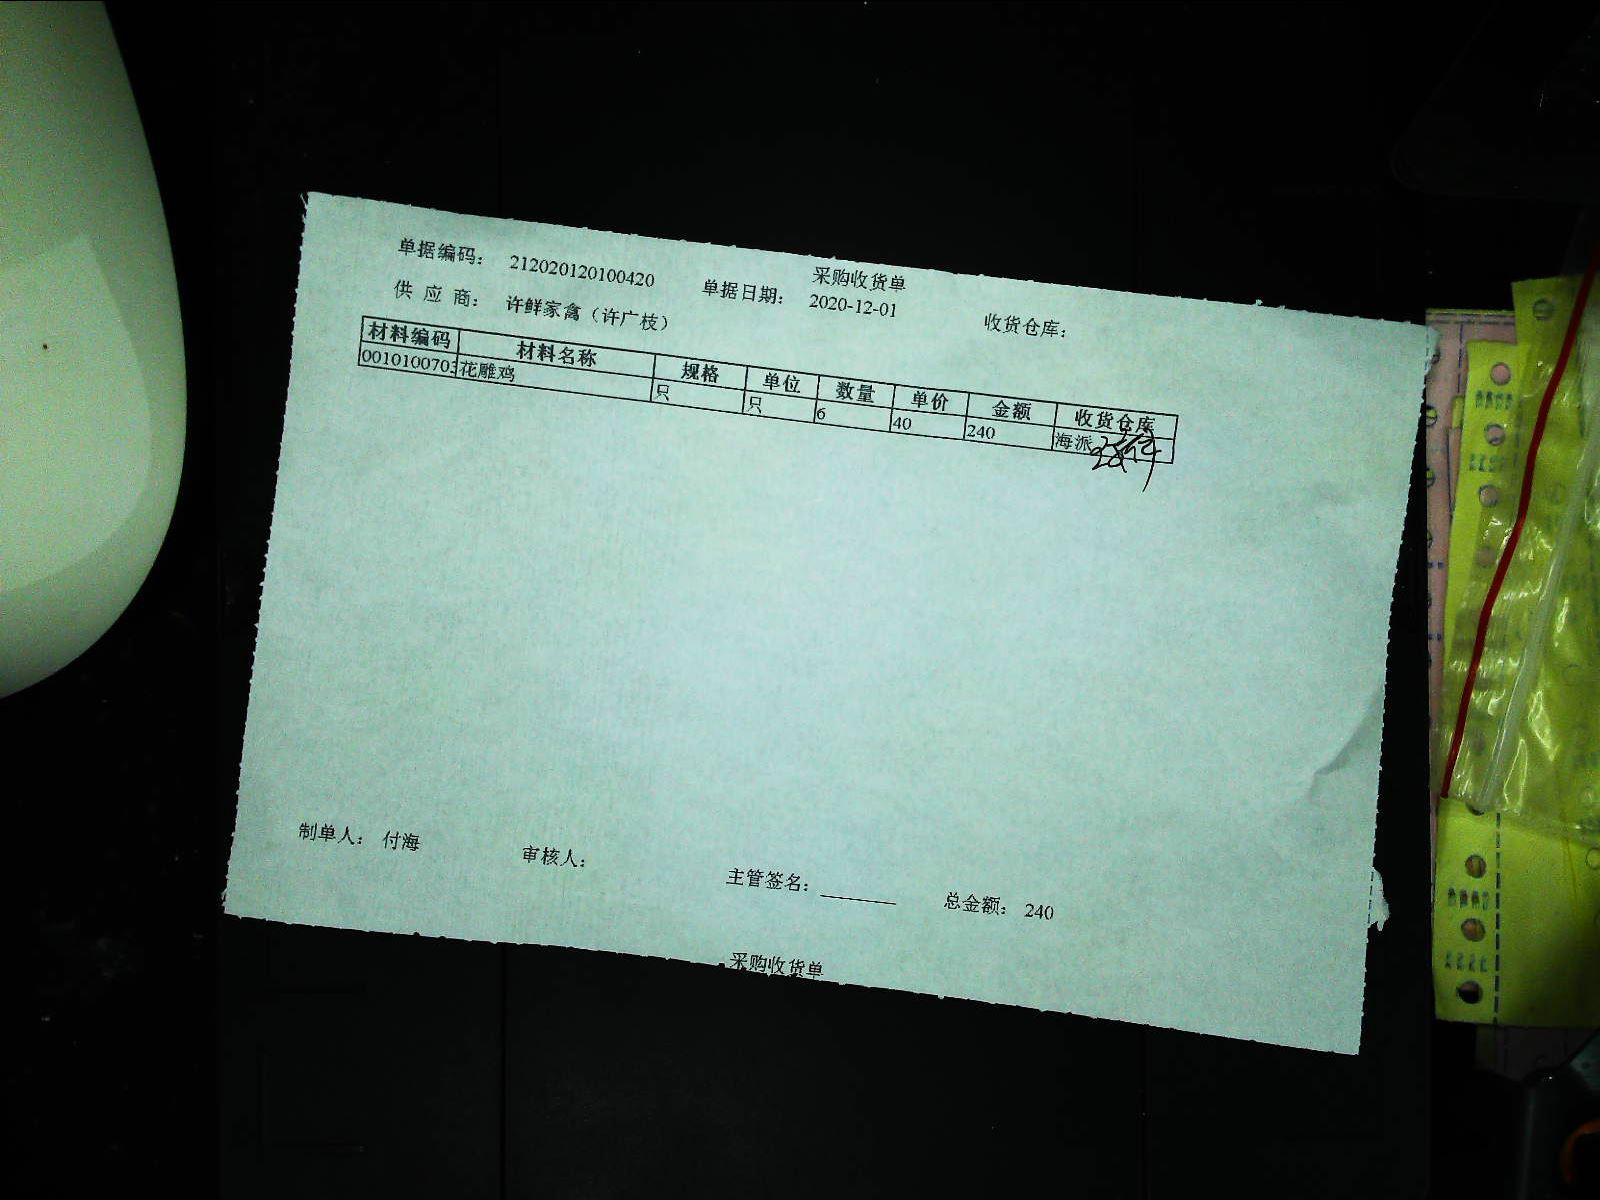 采购收货单
单据编码： 212020120100420 单据日期： 2020-12-01 收货仓库：
供 应 商： 许鲜家禽（许广枝）
材料编码 材料名称 规格 单位 数量 单价 金额 收货仓库
0010100703 花雕鸡 只 只 6 40 240 海派
制单人： 付海 审核人： 主管签名： 总金额： 240
采购收货单